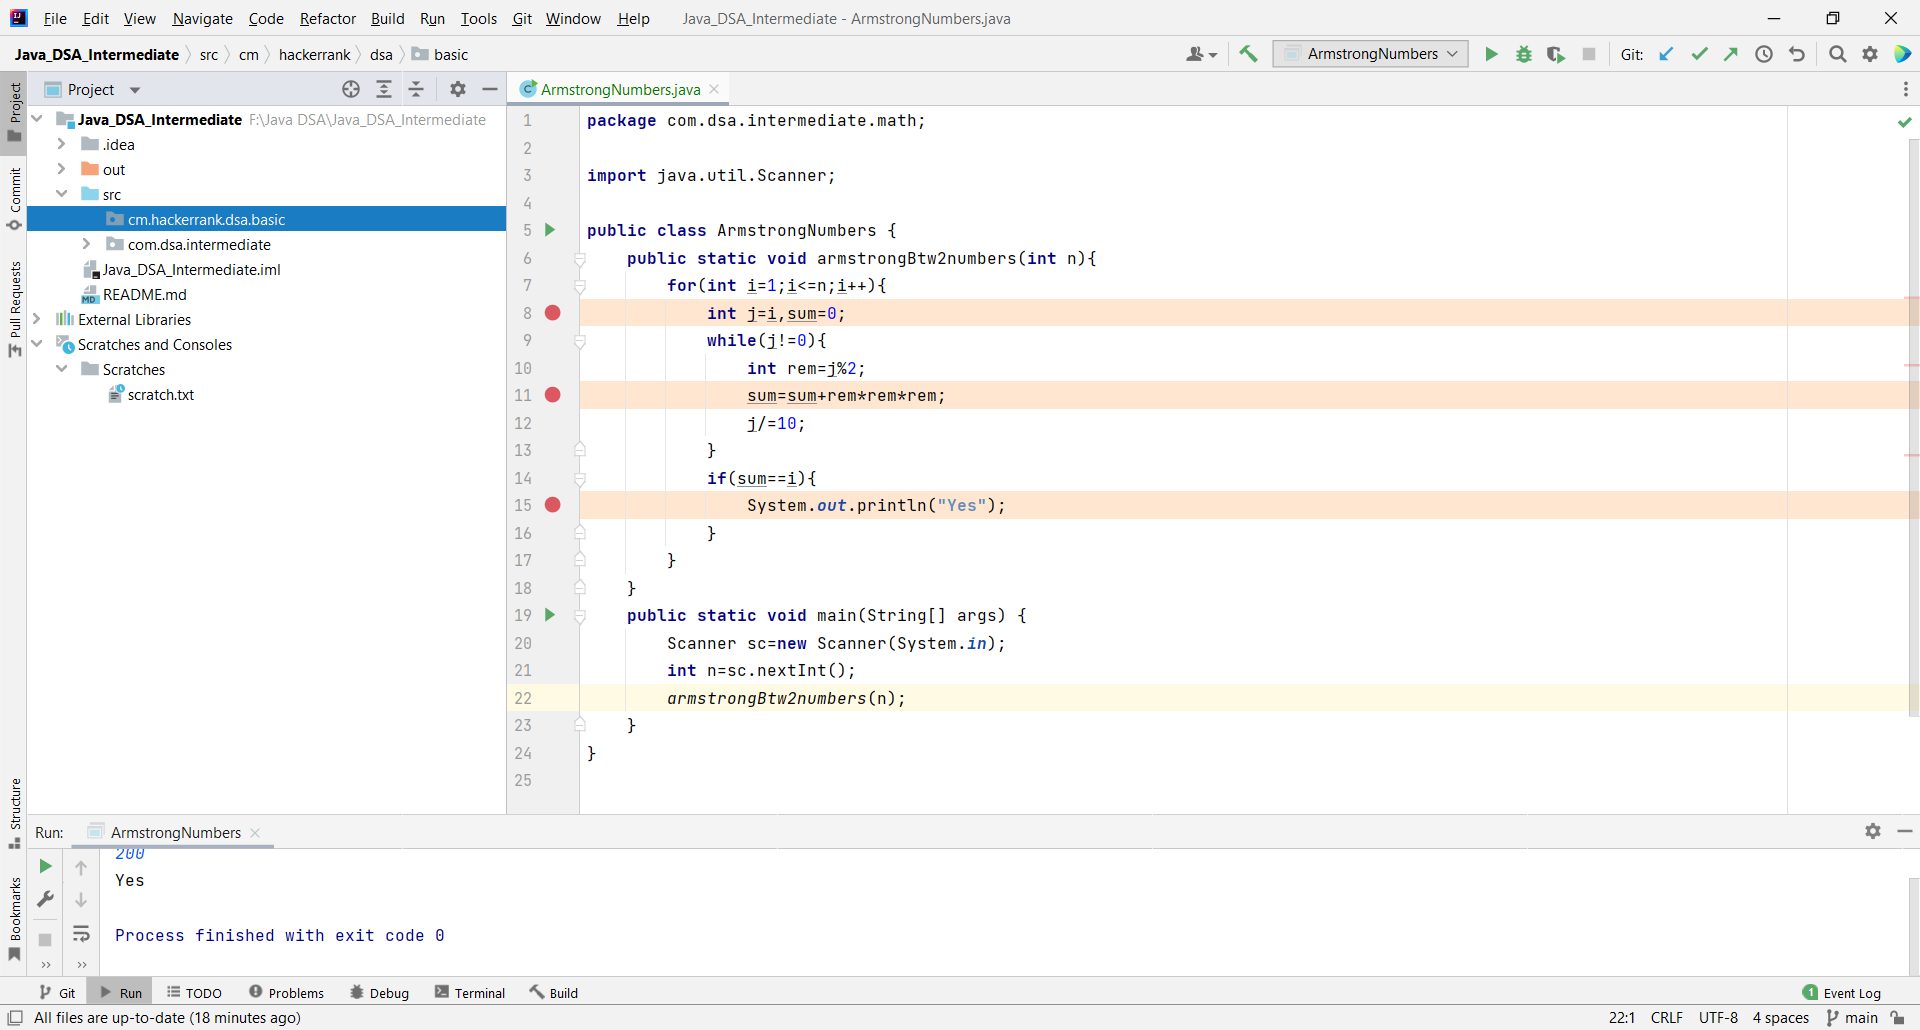 File Edit View Navigate Code Refactor Build Run Tools Git Window Help Java_DSA_Intermediate - ArmstrongNumbers.java
Java_DSA_Intermediate src cm hackerrank dsa basic ArmstrongNumbers Git:
Project
Commit
Pull Requests
Structure
Bookmarks
Project
Java_DSA_Intermediate F:\Java DSA\Java_DSA_Intermediate
.idea
out
src
cm.hackerrank.dsa.basic
com.dsa.intermediate
Java_DSA_Intermediate.iml
MD README.md
External Libraries
Scratches and Consoles
Scratches
scratch.txt
C ArmstrongNumbers.java
1 package com.dsa.intermediate.math;
2
3 import java.util.Scanner;
4
5 public class ArmstrongNumbers {
6 public static void armstrongBtw2numbers(int n){
7 for(int i=1;i<=n;i++){
8 int j=i,sum=0;
9 while(j!=0){
10 int rem=j%2;
11 sum=sum+rem*rem*rem;
12 j/=10;
13 }
14 if(sum==i){
15 System.out.println("Yes");
16 }
17 }
18 }
19 public static void main(String[] args) {
20 Scanner sc=new Scanner(System.in);
21 int n=sc.nextInt();
22 armstrongBtw2numbers(n);
23 }
24 }
25
Run: ArmstrongNumbers
200
Yes
Process finished with exit code 0
Git Run TODO Problems Debug Terminal Build 1 Event Log
All files are up-to-date (18 minutes ago) 22:1 CRLF UTF-8 4 spaces main